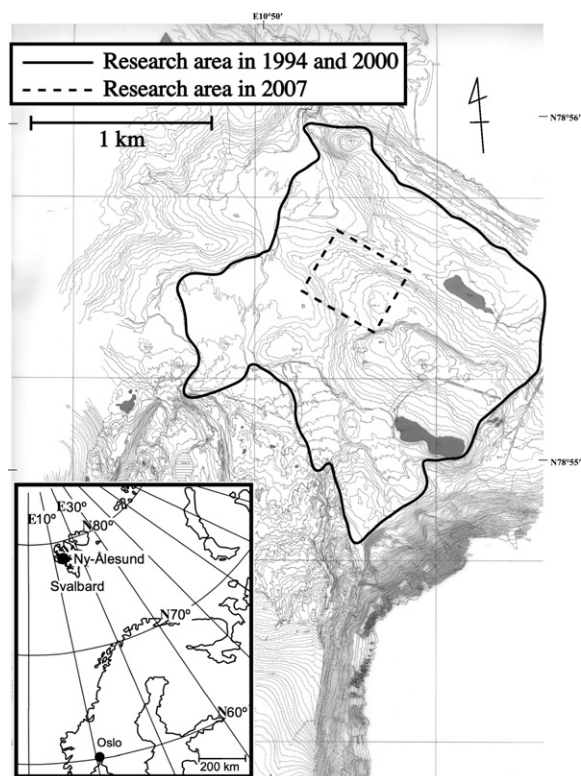 E10°50′
Research area in 1994 and 2000
Research area in 2007
1 km
N78°56′
N78°55′
E30°
E10°
N80°
Ny-Ålesund
Svalbard
N70°
N60°
Oslo
200 km